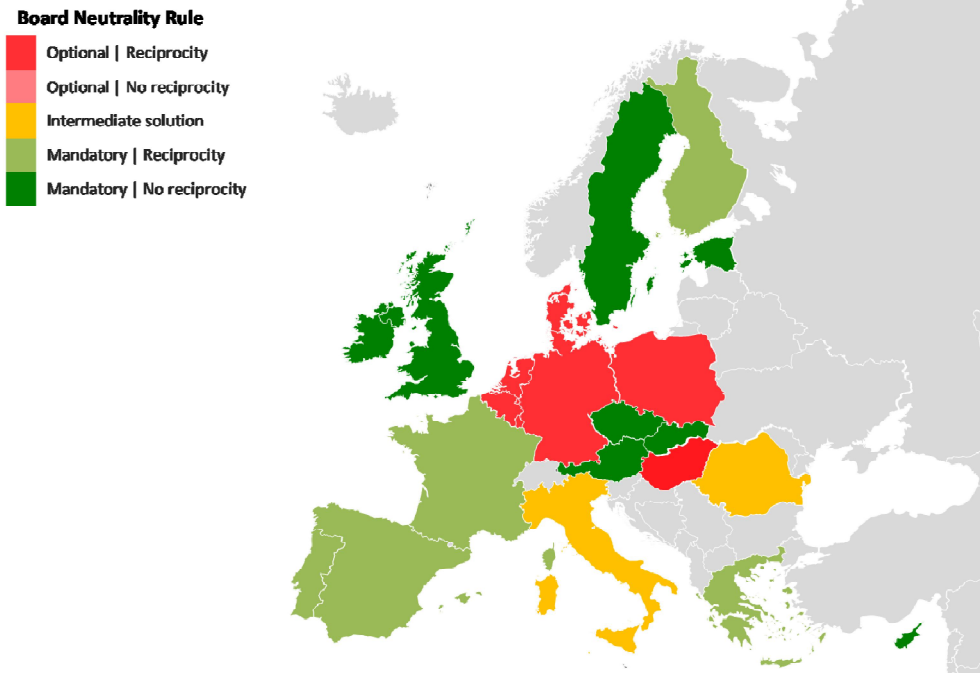 Board Neutrality Rule
Optional | Reciprocity
Optional | No reciprocity
Intermediate solution
Mandatory | Reciprocity
Mandatory | No reciprocity